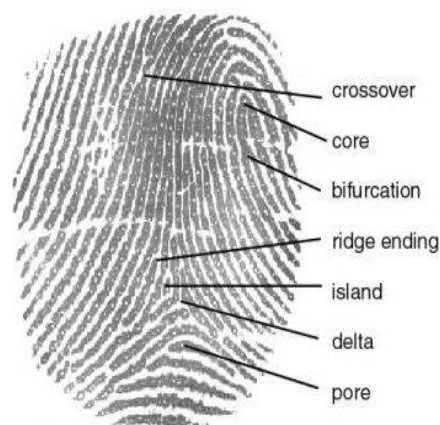 crossover
core
bifurcation
ridge ending
island
delta
pore